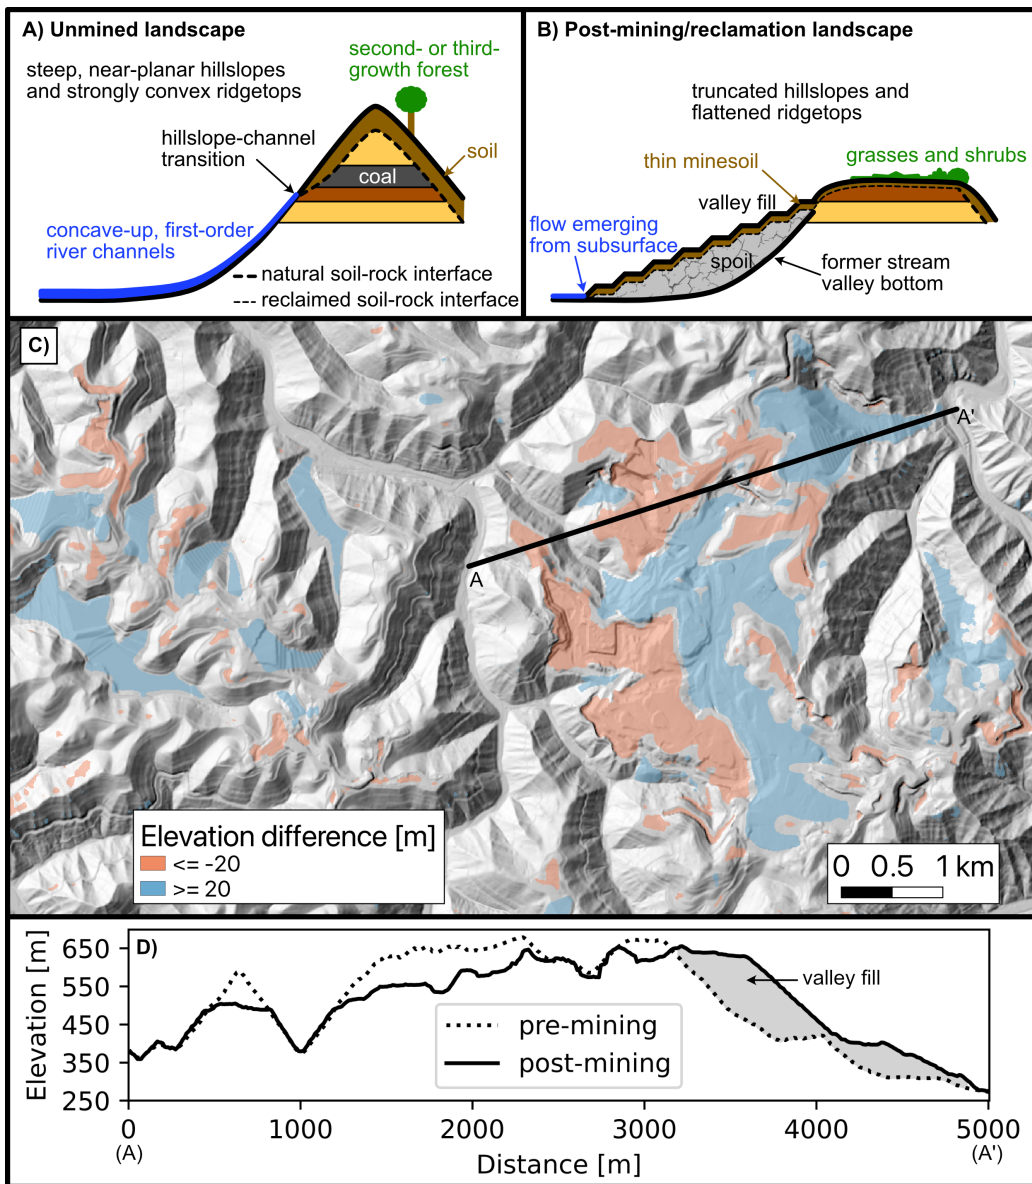 A) Unmined landscape
steep, near-planar hillslopes
and strongly convex ridgetops
second- or third-
growth forest
hillslope-channel
transition
soil
coal
concave-up, first-order
river channels
natural soil-rock interface
reclaimed soil-rock interface
B) Post-mining/reclamation landscape
truncated hillslopes and
flattened ridgetops
thin minesoil
grasses and shrubs
valley fill
flow emerging
from subsurface
spoil
former stream
valley bottom
C)
A
A'
Elevation difference [m]
<= -20
>= 20
0 0.5 1 km
D)
Elevation [m]
650
550
450
350
250
valley fill
pre-mining
post-mining
0 1000 2000 3000 4000 5000
(A) (A')
Distance [m]